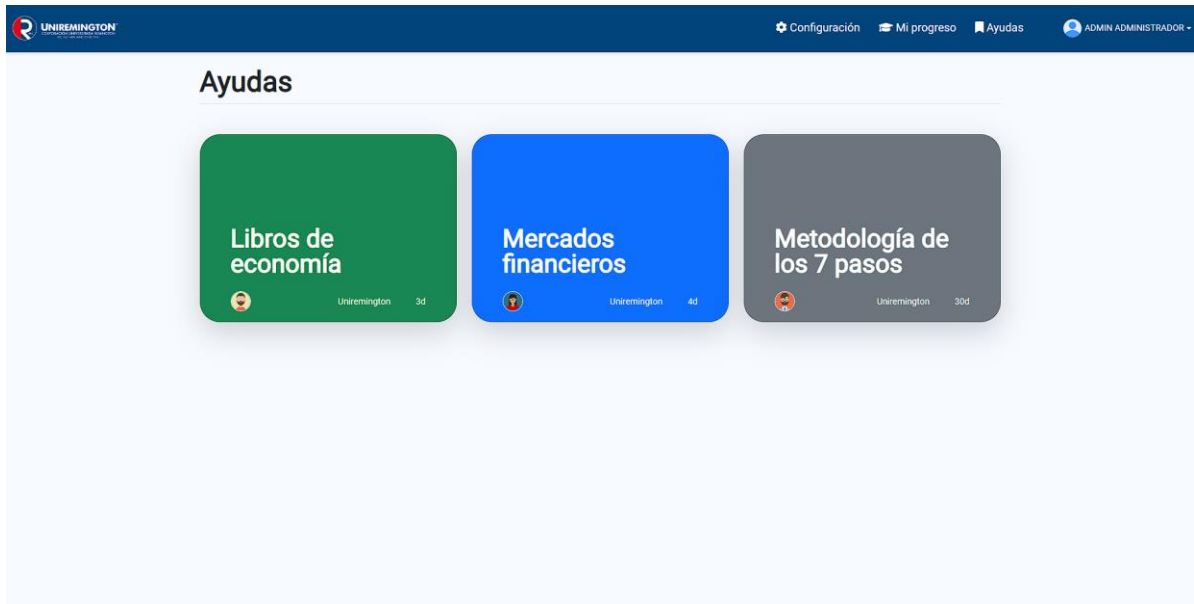 UNIREMINGTON
Configuración
Mi progreso
Ayudas
ADMIN ADMINISTRADOR
Ayudas
Libros de
economía
Uniremington 3d
Mercados
financieros
Uniremington 4d
Metodología de
los 7 pasos
Uniremington 30d